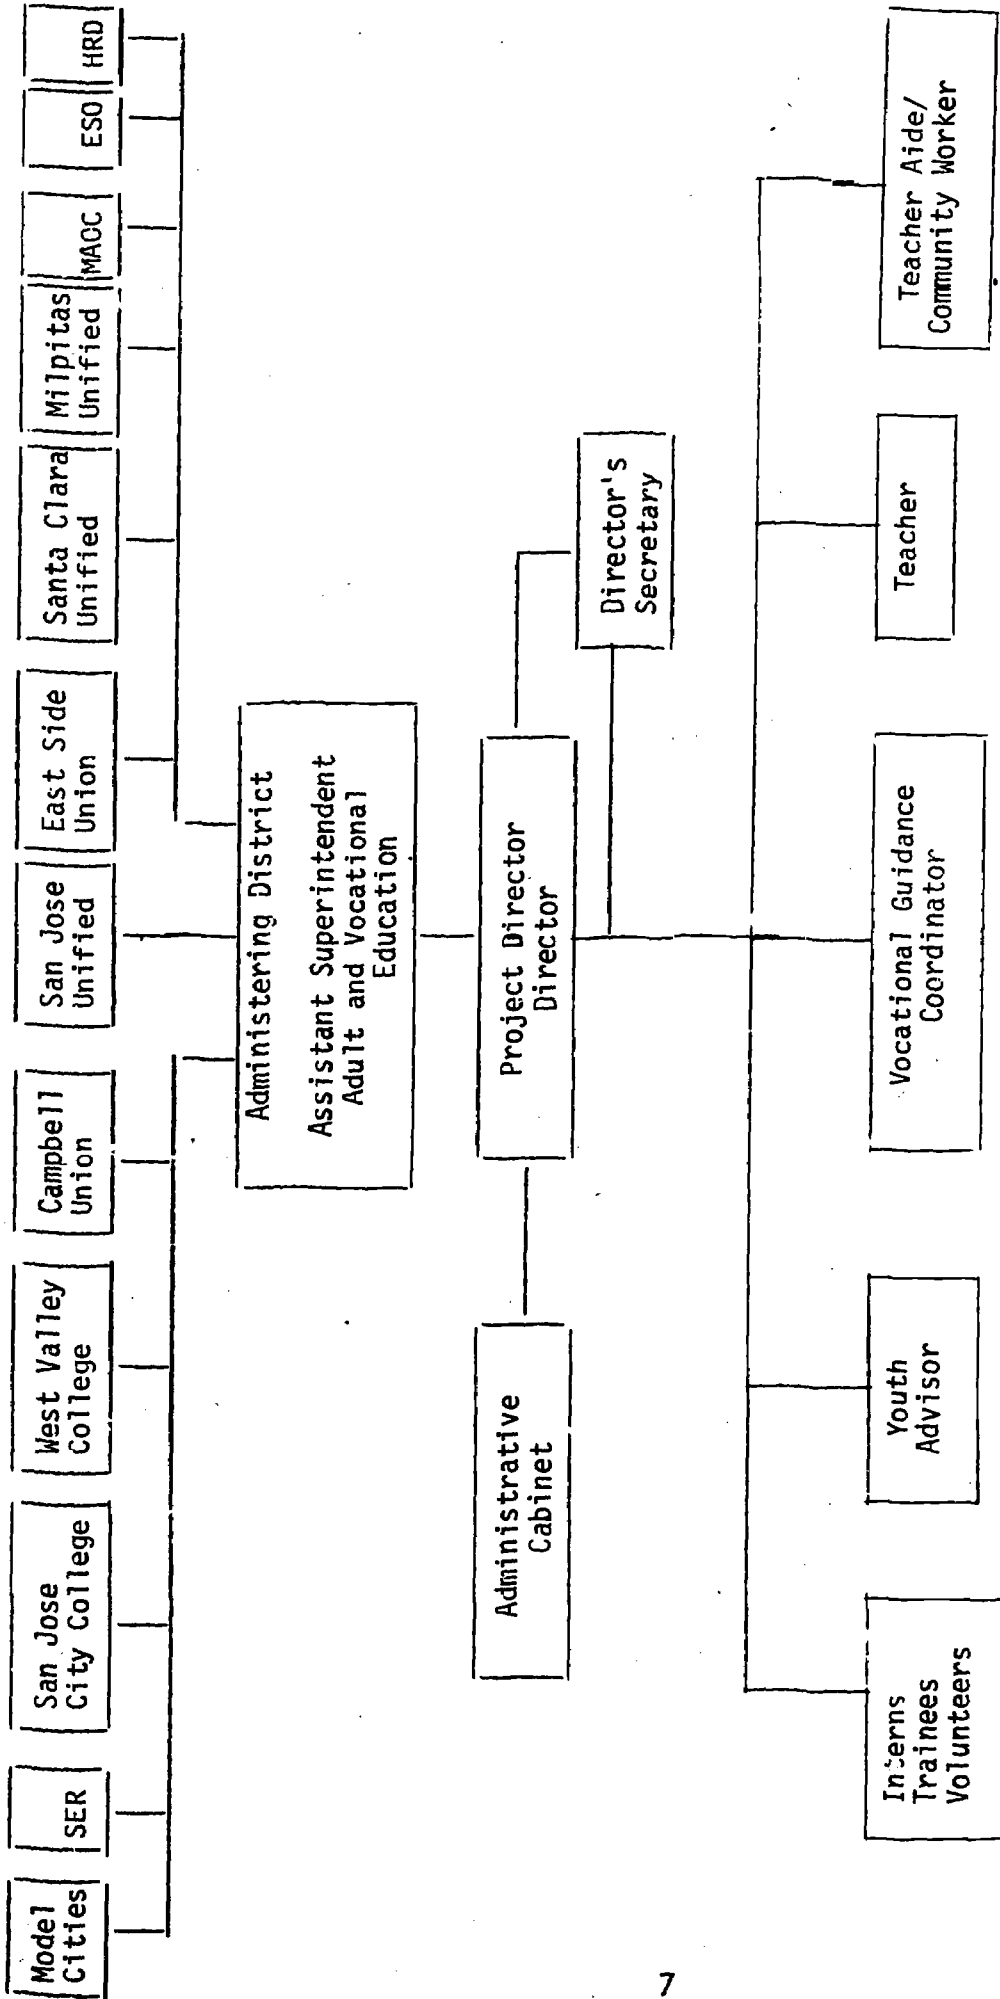 Model
Cities
SER
San Jose
City College
West Valley
College
Campbell
Union
San Jose
Unified
East Side
Union
Santa Clara
Unified
Milpitas
Unified
MACC
ESO
HRD
Administering District
Assistant Superintendent
Adult and Vocational
Education
Administrative
Cabinet
Project Director
Director
Director's
Secretary
Interns
Trainees
Volunteers
Youth
Advisor
Vocational Guidance
Coordinator
Teacher
Teacher Aide/
Community Worker
7